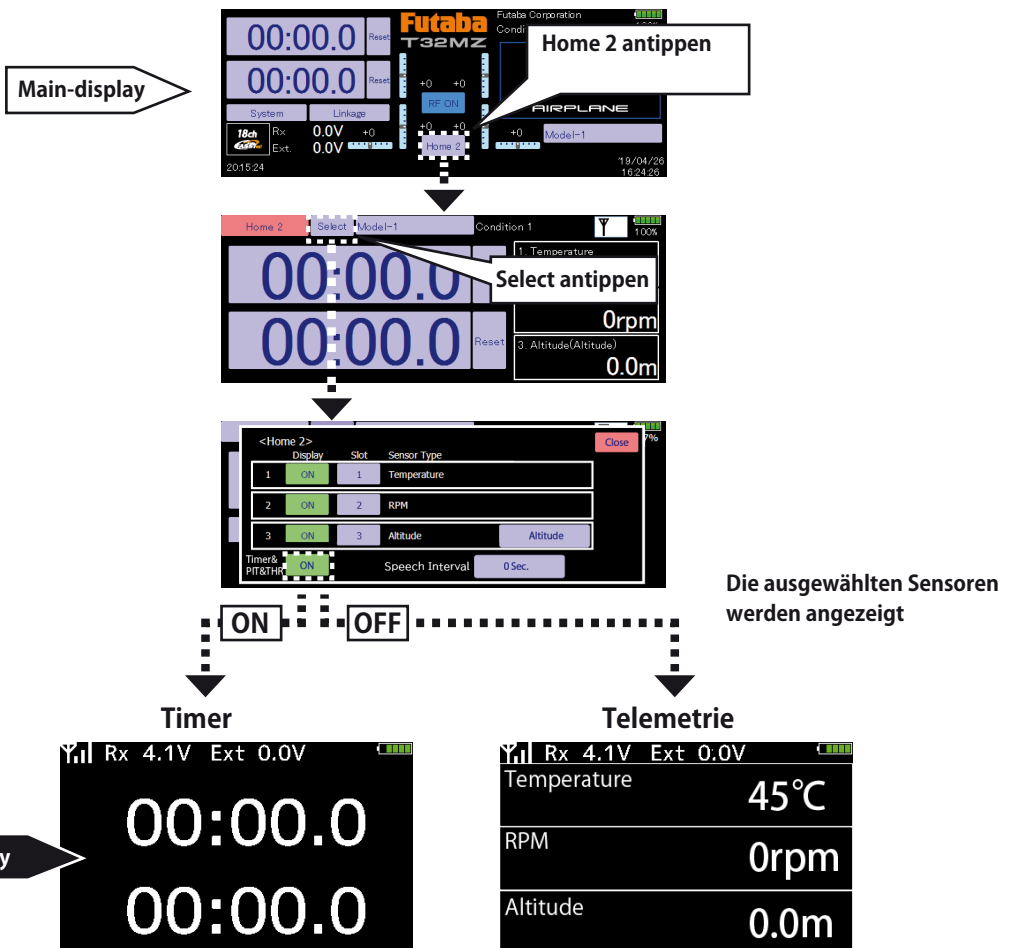 Main-display
00:00.0
Reset
00:00.0
Reset
System
Linkage
18ch
Rx
0.0V
+0
Ext.
0.0V
20:15:24
Futaba
T32MZ
+0 +0
RF ON
+0 +0
Home 2
Futaba Corporation
100%
Home 2 antippen
AIRPLANE
+0
Model-1
'19/04/26
16:24:26
Home 2
Select
Model-1
Condition 1
100%
00:00.0
1. Temperature
Select antippen
0rpm
00:00.0
Reset
3. Altitude(Altitude)
0.0m
<Home 2>
Close
7%
Display Slot Sensor Type
1 ON 1 Temperature
2 ON 2 RPM
3 ON 3 Altitude Altitude
Timer&
PIT&THR
ON
Speech Interval
0 Sec.
Die ausgewählten Sensoren
werden angezeigt
ON
OFF
Timer
Telemetrie
Rx 4.1V Ext 0.0V
00:00.0
00:00.0
y
Rx 4.1V Ext 0.0V
Temperature
45°C
RPM
0rpm
Altitude
0.0m